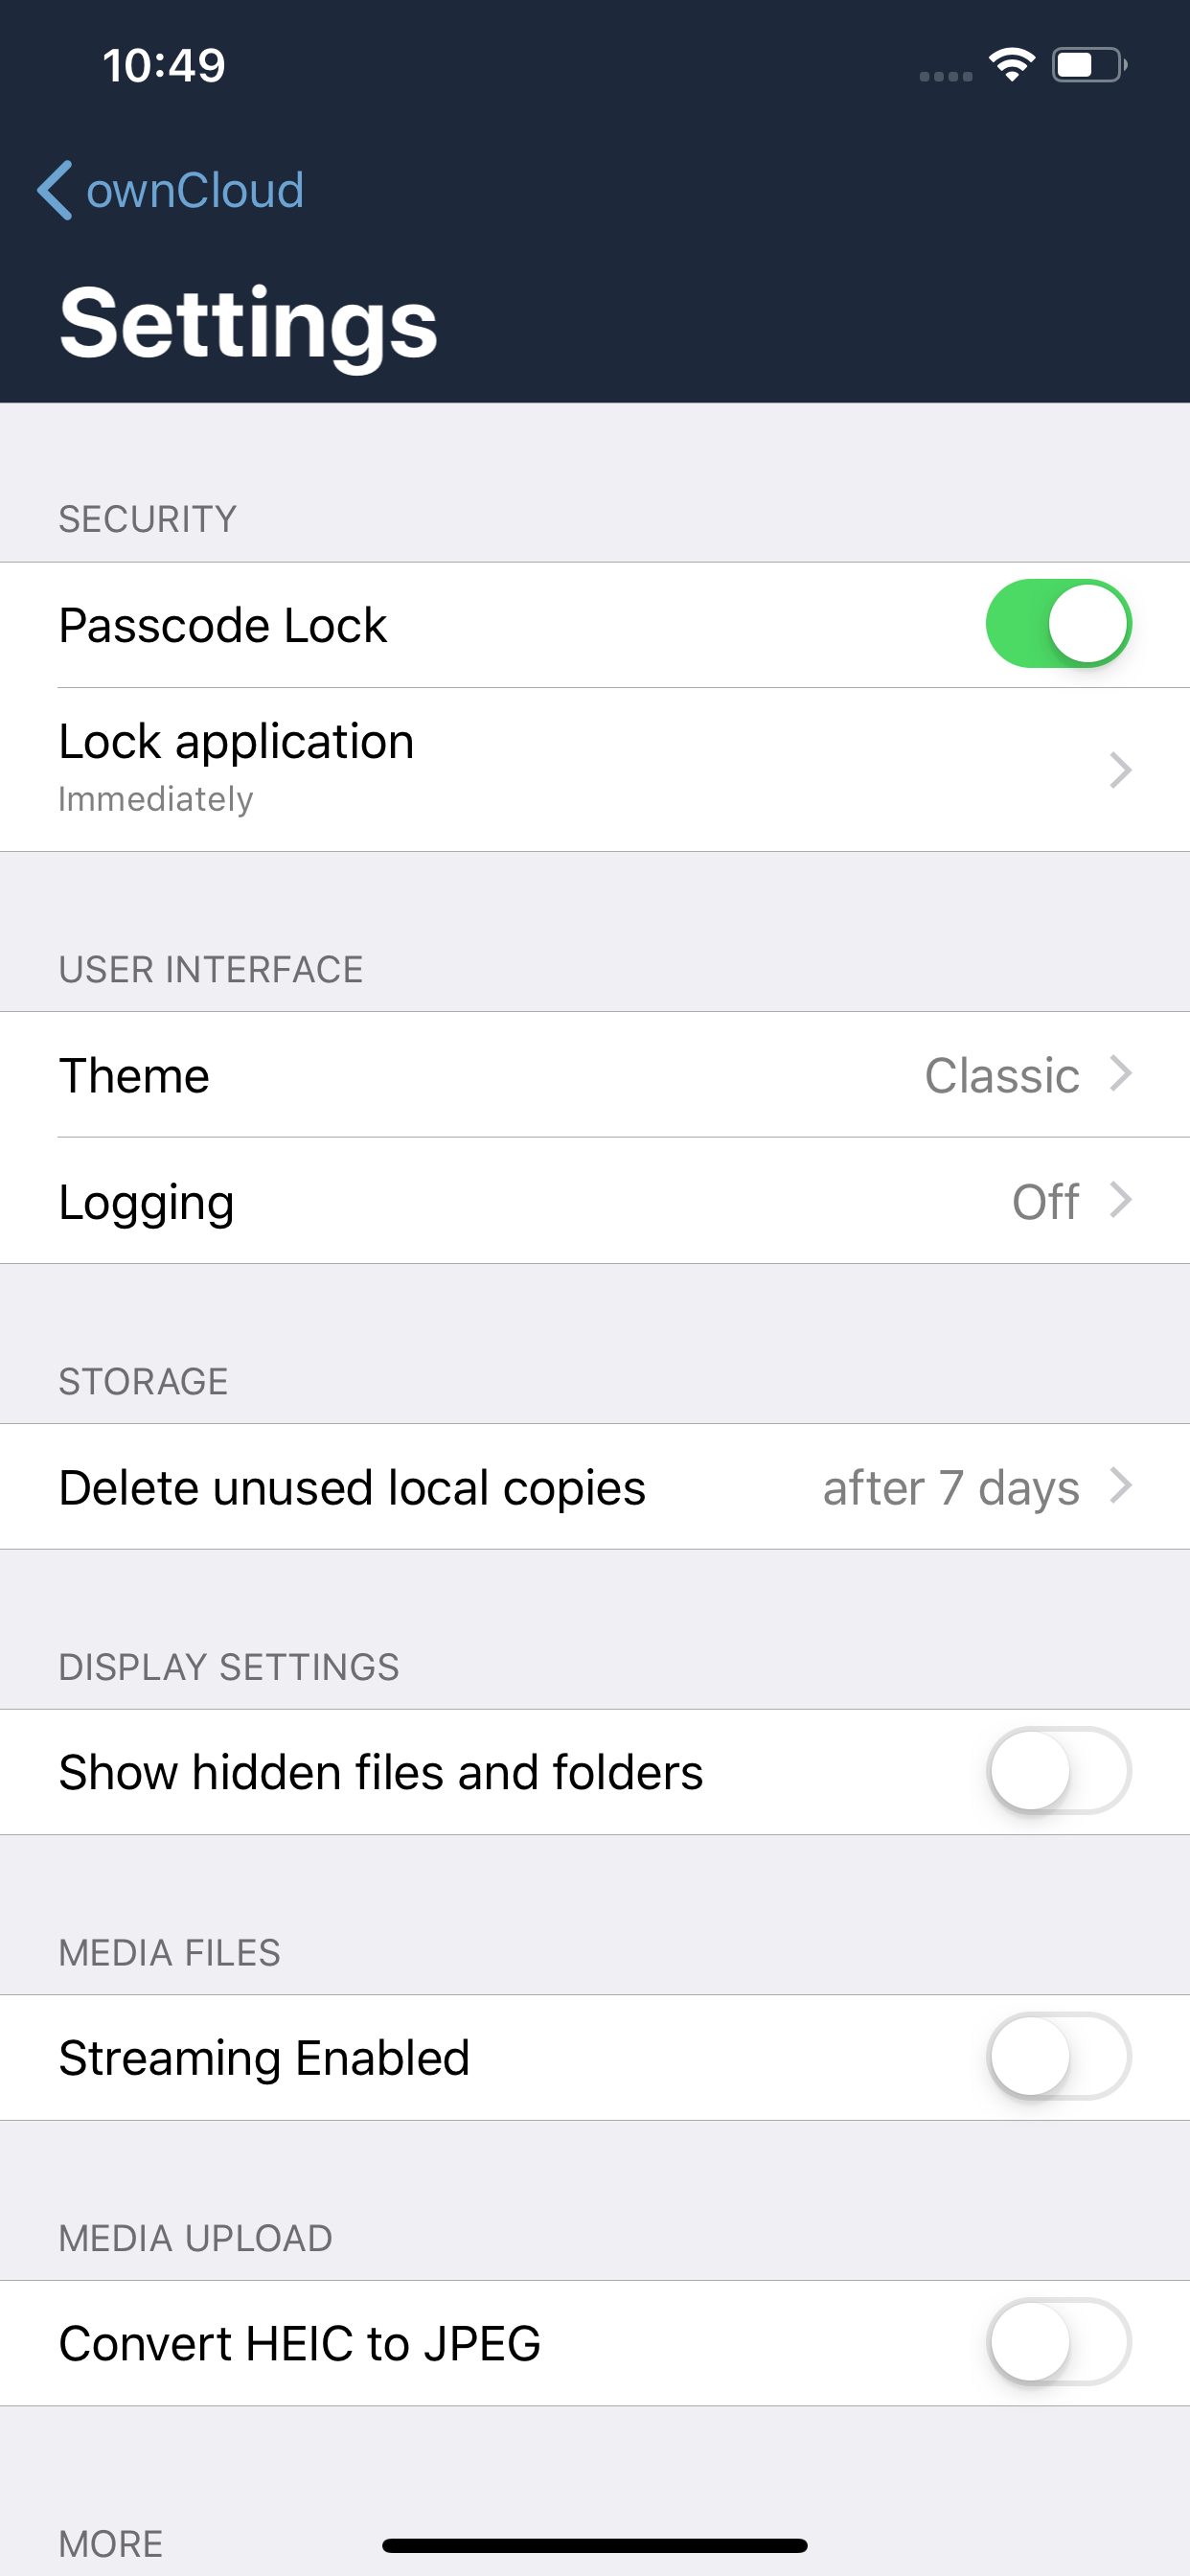 10:49
ownCloud
Settings
SECURITY
Passcode Lock
Lock application
Immediately
USER INTERFACE
Theme Classic
Logging Off
STORAGE
Delete unused local copies after 7 days
DISPLAY SETTINGS
Show hidden files and folders
MEDIA FILES
Streaming Enabled
MEDIA UPLOAD
Convert HEIC to JPEG
MORE